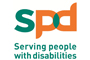 spd
Serving people
with disabilities